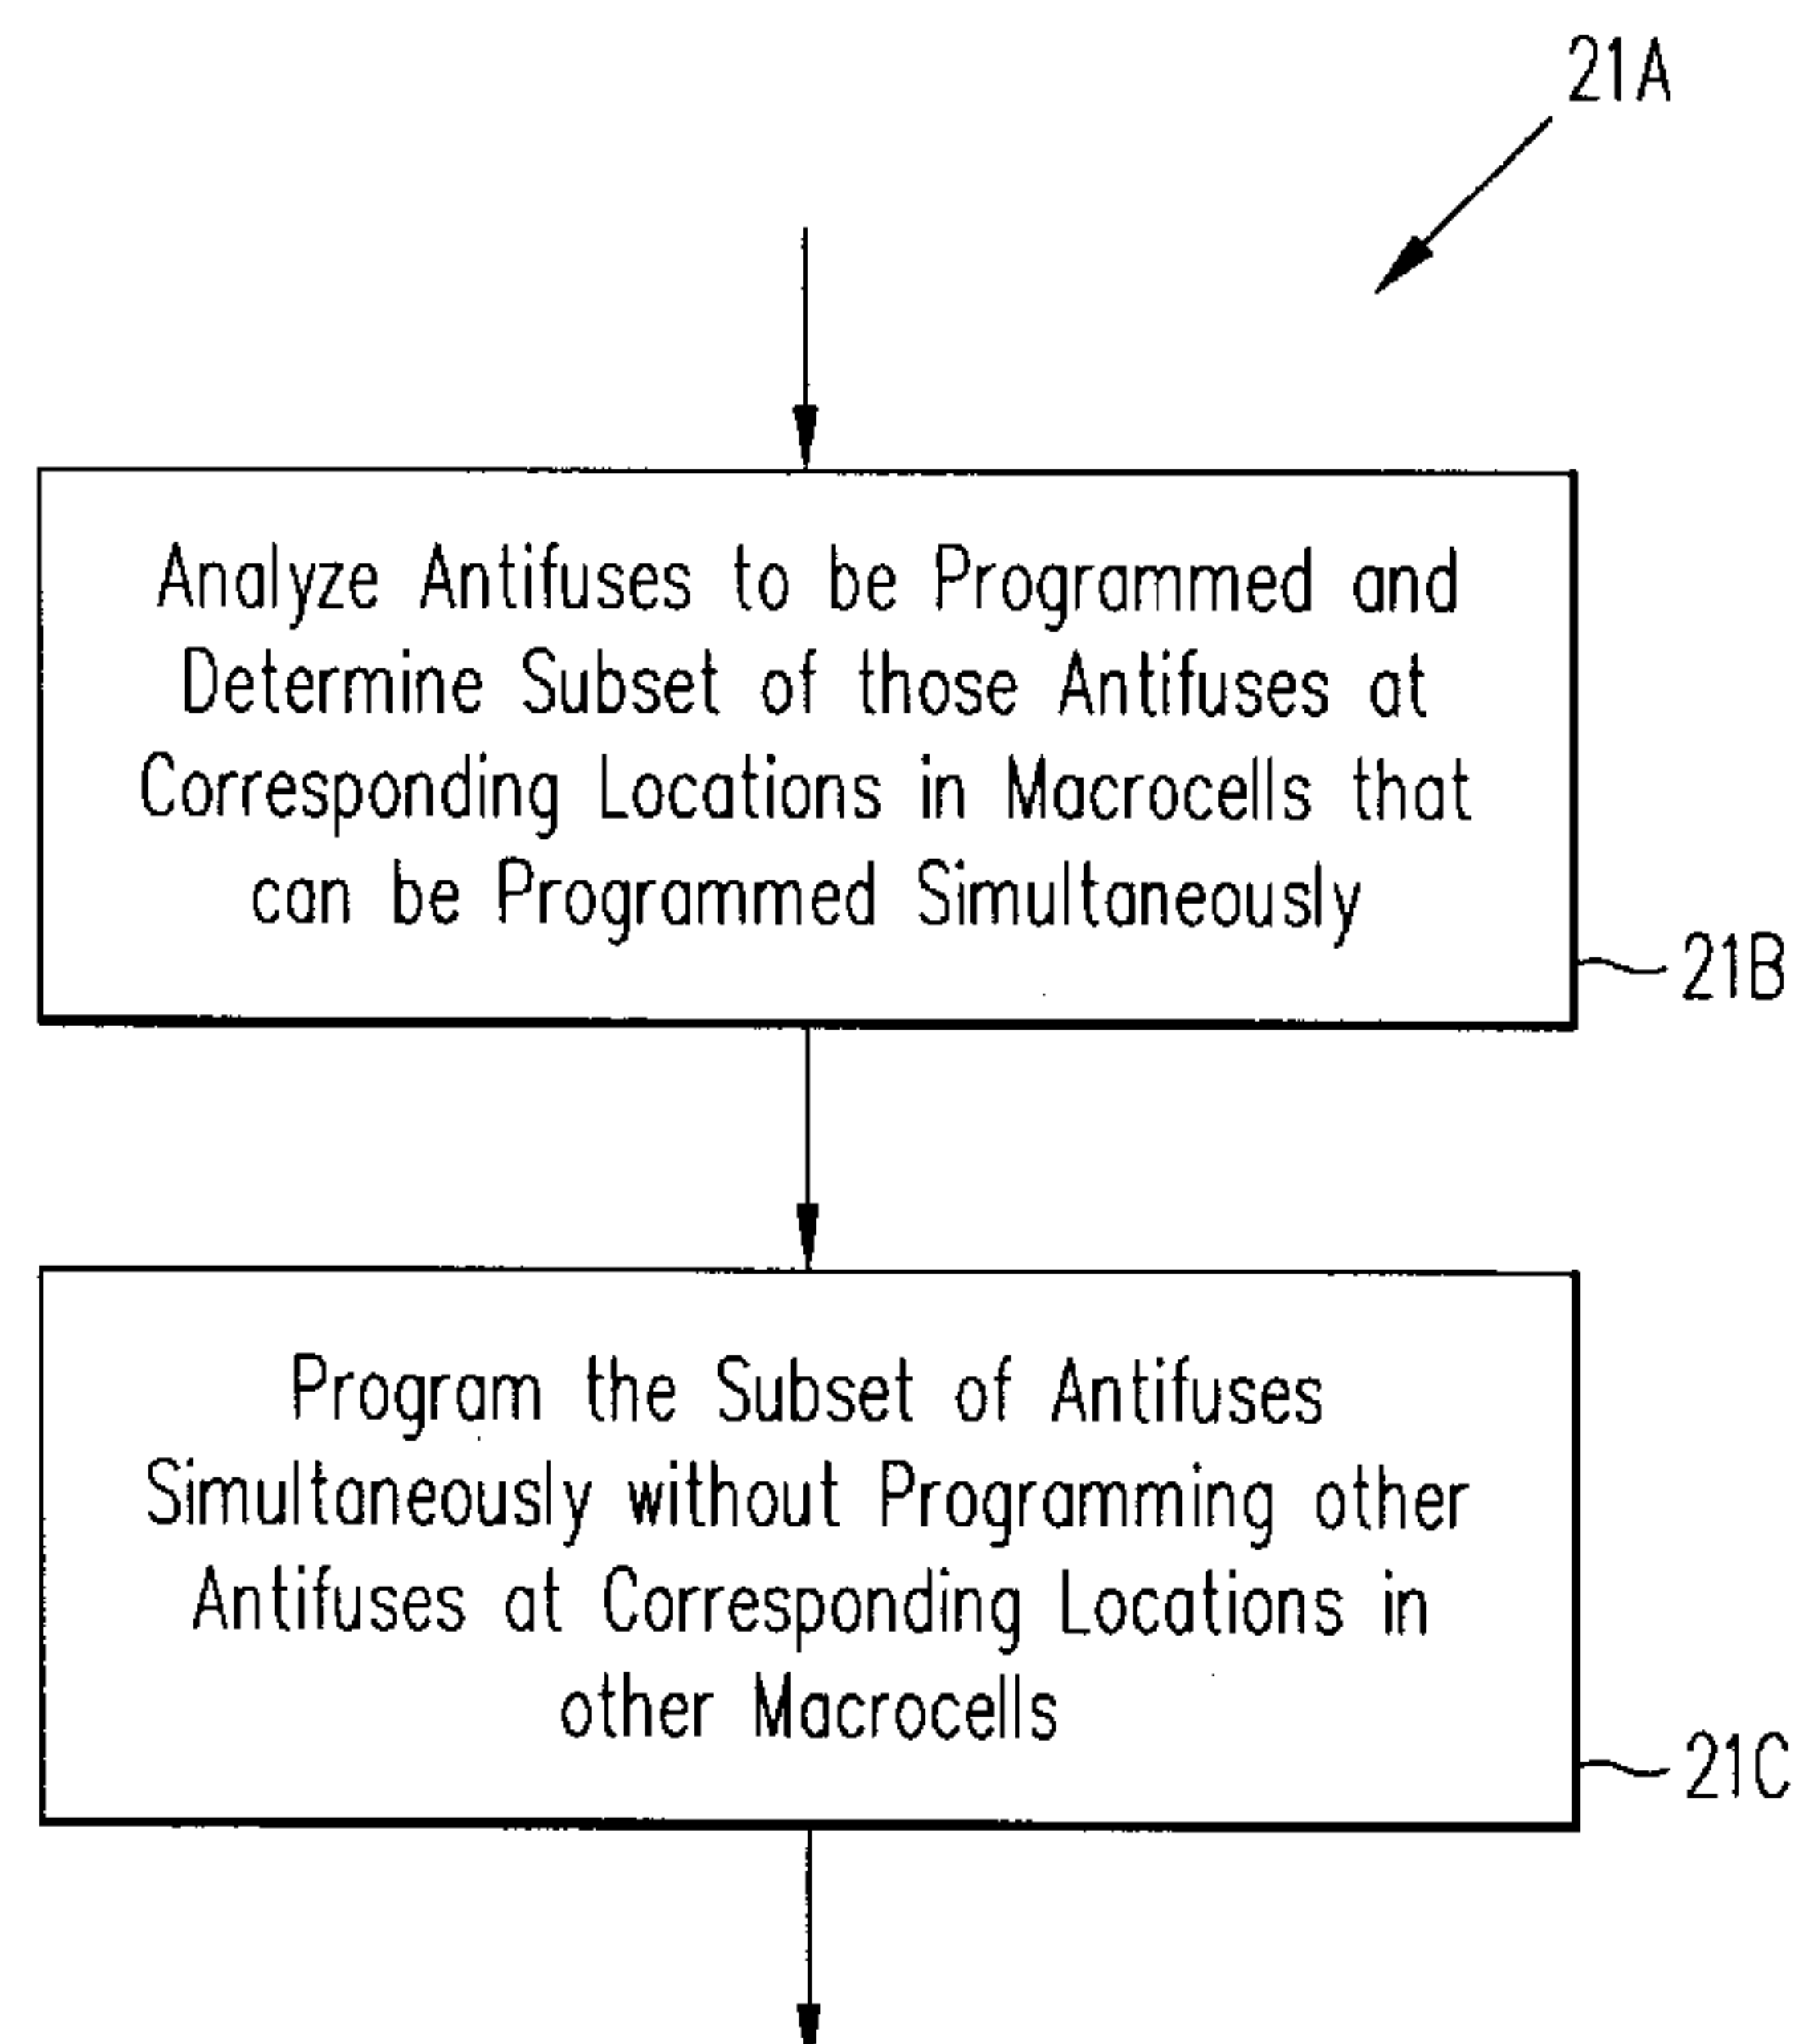 21A
Analyze Antifuses to be Programmed and
Determine Subset of those Antifuses at
Corresponding Locations in Macrocells that
can be Programmed Simultaneously
21B
Program the Subset of Antifuses
Simultaneously without Programming other
Antifuses at Corresponding Locations in
other Macrocells
21C